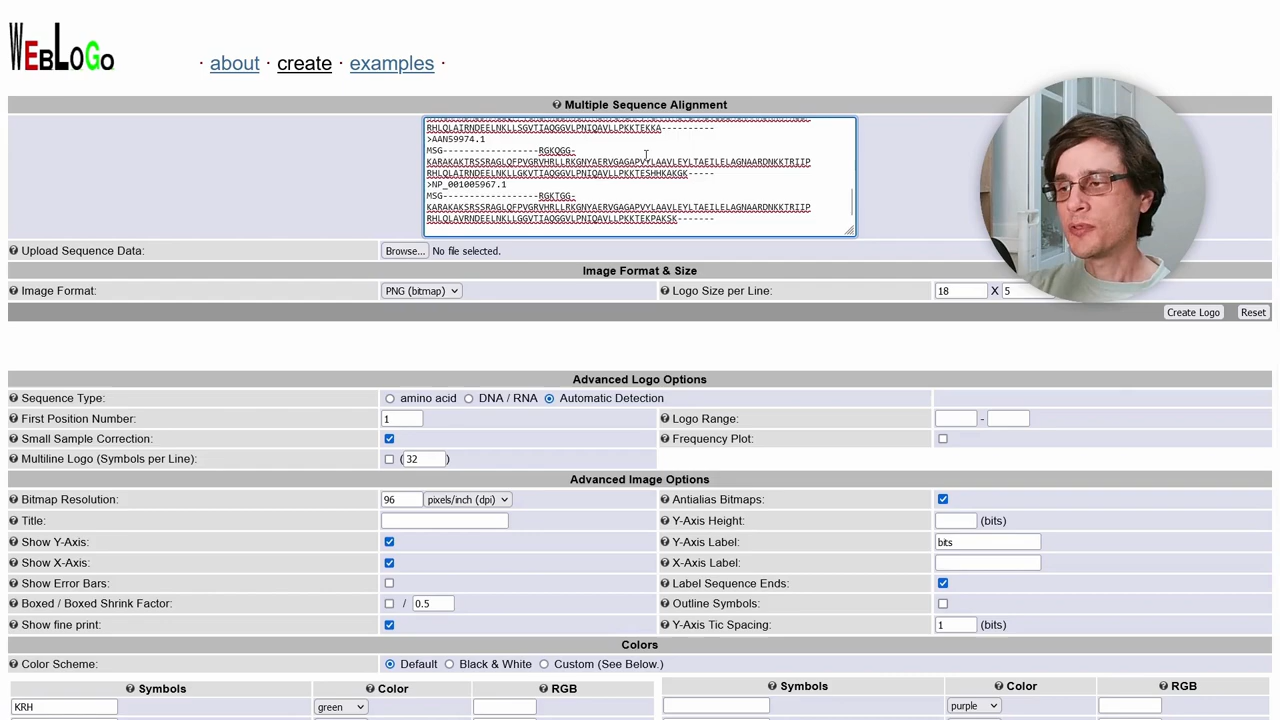 WEBLOGO
· about · create · examples ·
Multiple Sequence Alignment
RHLQLAIRNDEELNKLLSGVTIAQGGVLPNIQAVLLPKKTEKKA----------
>AAN59974.1
MSG------------------RGKQGG-
KARAKAKTRSSRAGLQFPVGRVHRLLRKGNYAERVGAGAPVYLAAVLEYLTAEILELAGNAARDNKKTRIIP
RHLQLAIRNDEELNKLLGKVTIAQGGVLPNIQAVLLPKKTESHHKAKGK-----
>NP_001005967.1
MSG------------------RGKTGG-
KARAKAKSRSSRAGLQFPVGRVHRLLRKGNYAERVGAGAPVYLAAVLEYLTAEILELAGNAARDNKKTRIIP
RHLQLAVRNDEELNKLLGGVTIAQGGVLPNIQAVLLPKKTEKPAKSK-------
Upload Sequence Data: Browse... No file selected.
Image Format & Size
Image Format: PNG (bitmap) Logo Size per Line: 18 X 5
Create Logo Reset
Advanced Logo Options
Sequence Type: amino acid DNA / RNA Automatic Detection
First Position Number: 1 Logo Range: -
Small Sample Correction: Frequency Plot:
Multiline Logo (Symbols per Line): (32)
Advanced Image Options
Bitmap Resolution: 96 pixels/inch (dpi) Antialias Bitmaps:
Title: Y-Axis Height: (bits)
Show Y-Axis: Y-Axis Label: bits
Show X-Axis: X-Axis Label:
Show Error Bars: Label Sequence Ends:
Boxed / Boxed Shrink Factor: / 0.5 Outline Symbols:
Show fine print: Y-Axis Tic Spacing: 1 (bits)
Colors
Color Scheme: Default Black & White Custom (See Below.)
Symbols Color RGB Symbols Color RGB
KRH green purple